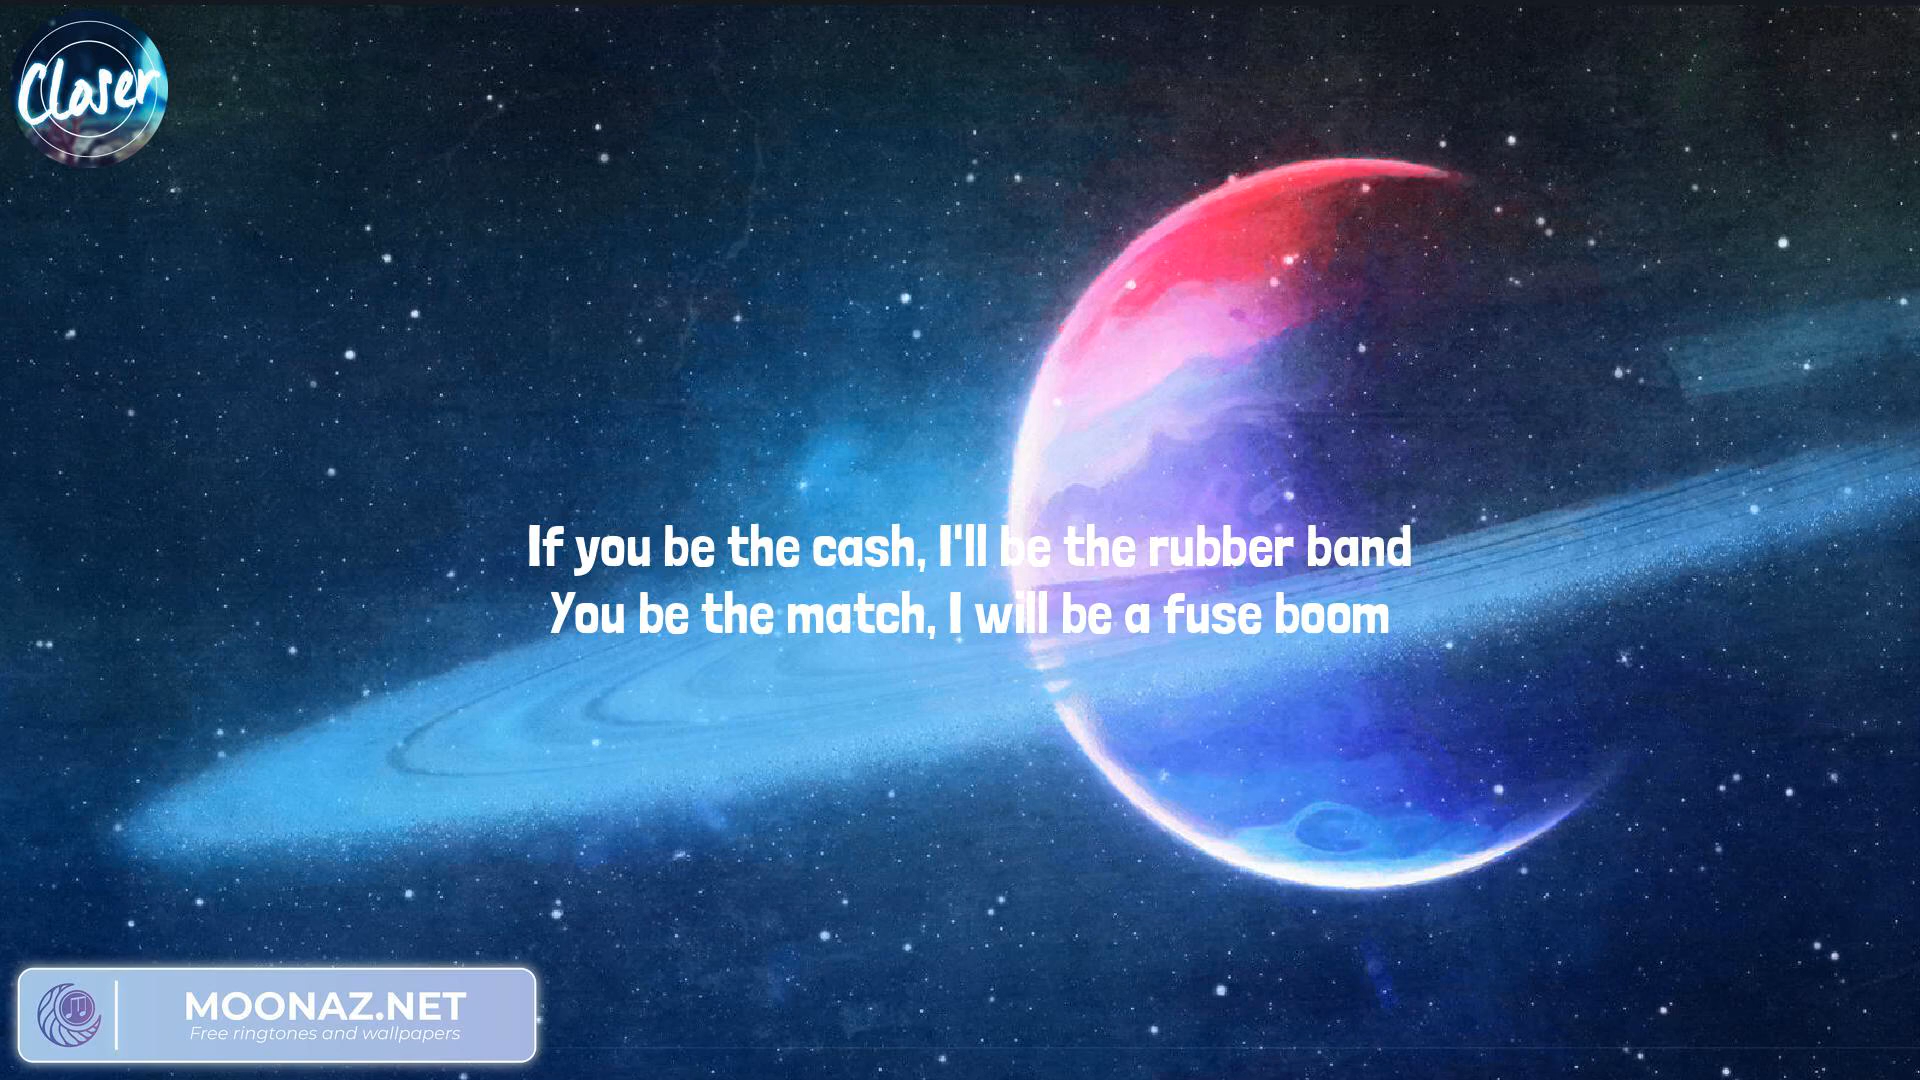 Closer
If you be the cash, I'll be the rubber band
You be the match, I will be a fuse boom
MOONAZ.NET
Free ringtones and wallpapers